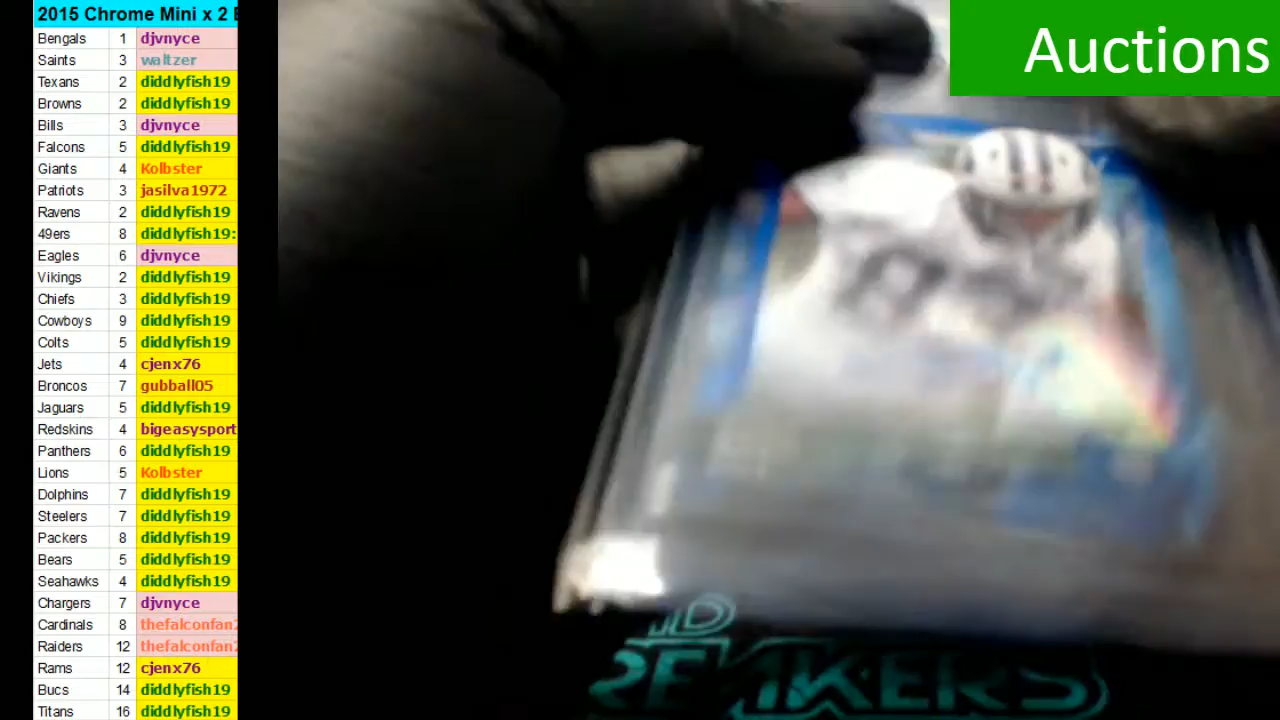 2015 Chrome Mini x 2
Bengals 1 djvnyce
Saints 3 waltzer
Texans 2 diddlyfish19
Browns 2 diddlyfish19
Bills 3 djvnyce
Falcons 5 diddlyfish19
Giants 4 Kolbster
Patriots 3 jasilva1972
Ravens 2 diddlyfish19
49ers 8 diddlyfish19:
Eagles 6 djvnyce
Vikings 2 diddlyfish19
Chiefs 3 diddlyfish19
Cowboys 9 diddlyfish19
Colts 5 diddlyfish19
Jets 4 cjenx76
Broncos 7 gubball05
Jaguars 5 diddlyfish19
Redskins 4 bigeasysport
Panthers 6 diddlyfish19
Lions 5 Kolbster
Dolphins 7 diddlyfish19
Steelers 7 diddlyfish19
Packers 8 diddlyfish19
Bears 5 diddlyfish19
Seahawks 4 diddlyfish19
Chargers 7 djvnyce
Cardinals 8 thefalconfan
Raiders 12 thefalconfan
Rams 12 cjenx76
Bucs 14 diddlyfish19
Titans 16 diddlyfish19
Auctions